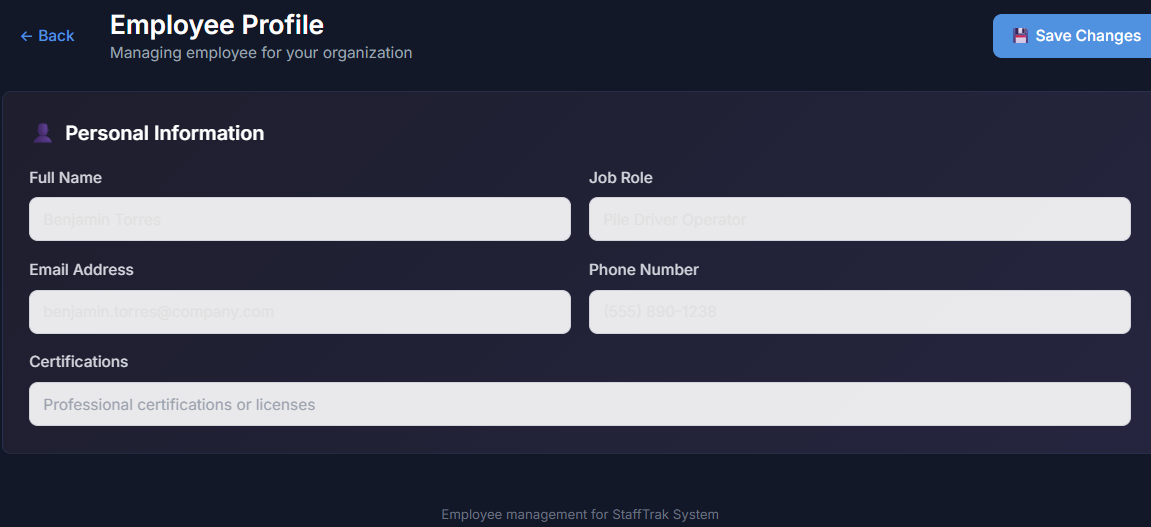 ← Back
Employee Profile
Managing employee for your organization
Save Changes
Personal Information
Full Name
Job Role
Benjamin Torres
Pile Driver Operator
Email Address
Phone Number
benjamin.torres@company.com
(555) 890-1238
Certifications
Professional certifications or licenses
Employee management for StaffTrak System